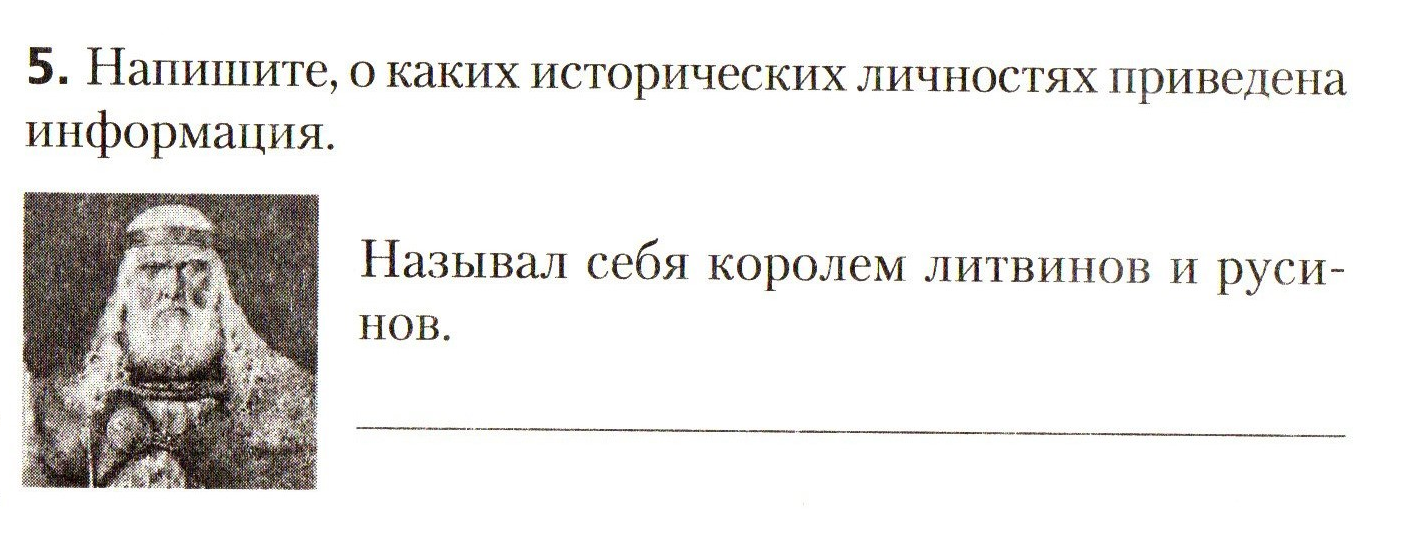 5. Напишите, о каких исторических личностях приведена
информация.
Называл себя королем литвинов и руси-
нов.